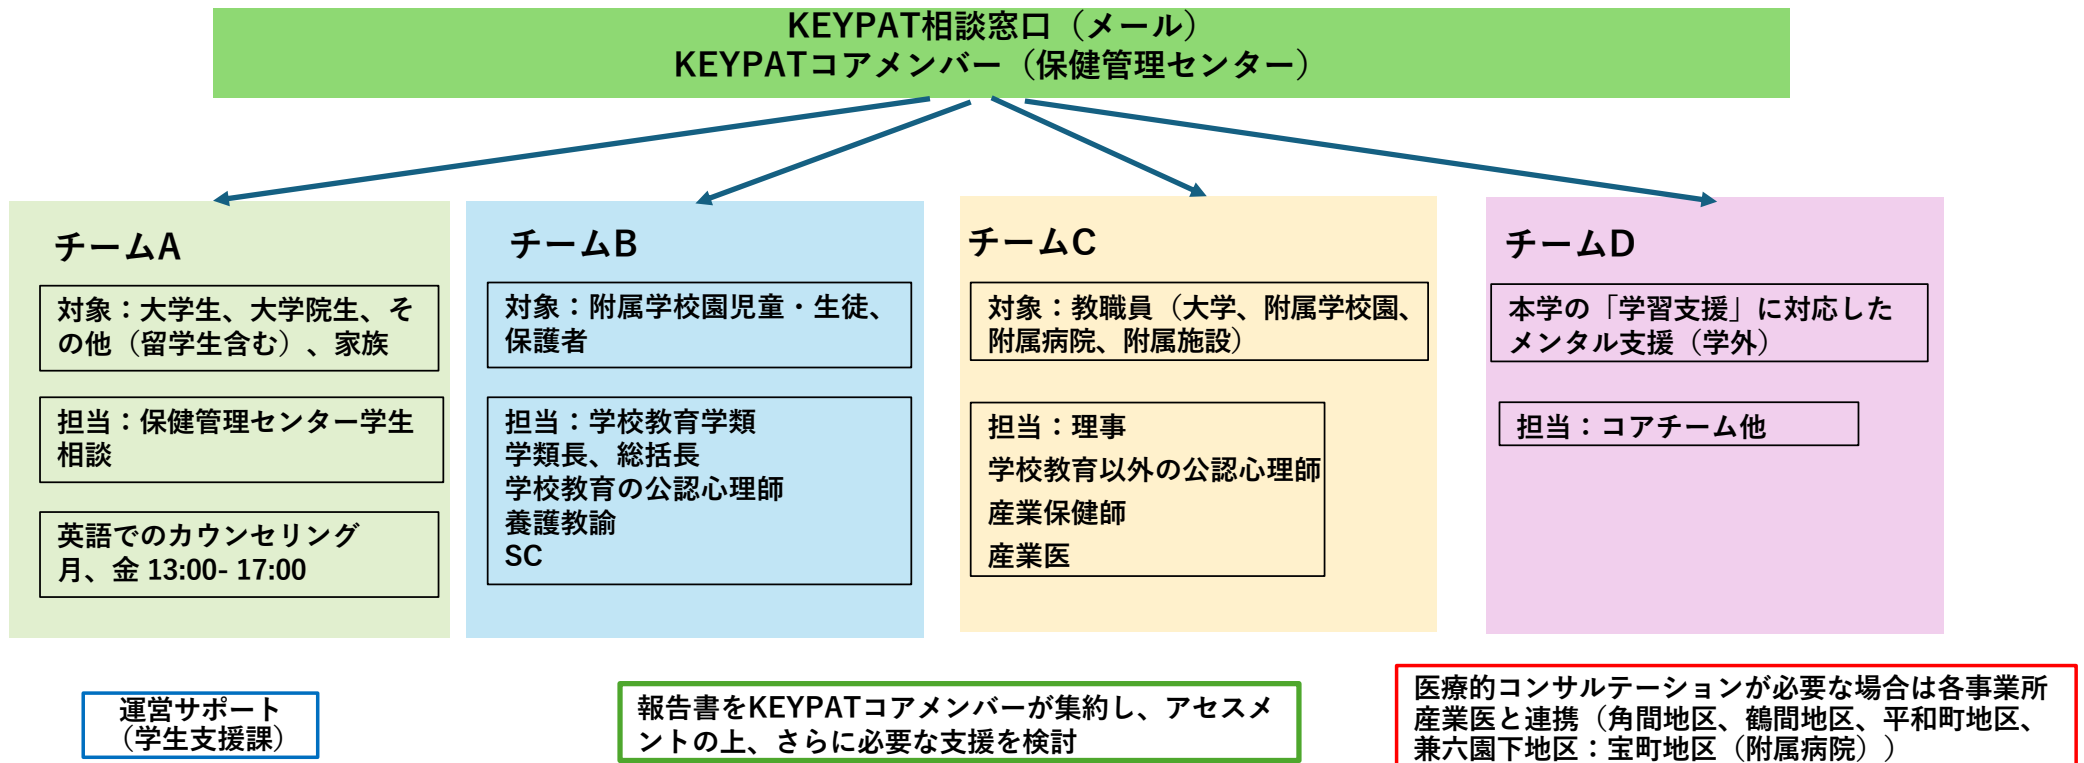 KEYPAT相談窓口（メール）
KEYPATコアメンバー（保健管理センター）
チームA
対象：大学生、大学院生、そ
の他（留学生含む）、家族
担当：保健管理センター学生
相談
英語でのカウンセリング
月、金 13:00- 17:00
チームB
対象：附属学校園児童・生徒、
保護者
担当：学校教育学類
学類長、総括長
学校教育の公認心理師
養護教諭
SC
チームC
対象：教職員（大学、附属学校園、
附属病院、附属施設）
担当：理事
学校教育以外の公認心理師
産業保健師
産業医
チームD
本学の「学習支援」に対応した
メンタル支援（学外）
担当：コアチーム他
運営サポート
（学生支援課）
報告書をKEYPATコアメンバーが集約し、アセスメ
ントの上、さらに必要な支援を検討
医療的コンサルテーションが必要な場合は各事業所
産業医と連携（角間地区、鶴間地区、平和町地区、
兼六園下地区：宝町地区（附属病院））